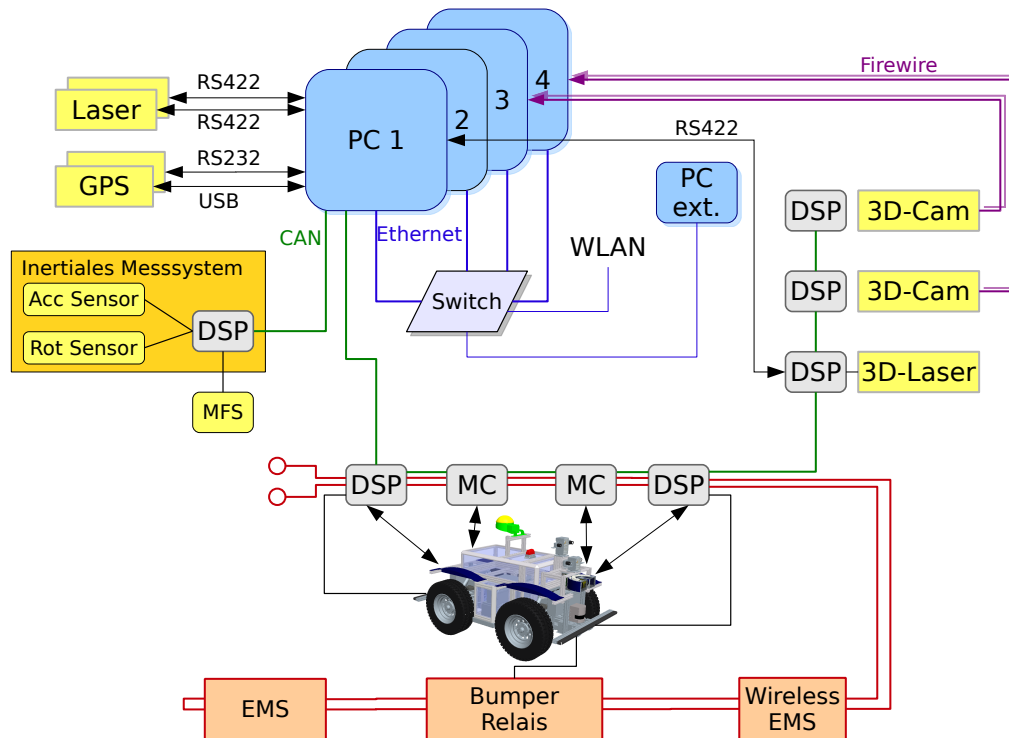 Firewire
4
3
2
PC 1
RS422
Laser
RS422
RS422
RS232
GPS
USB
PC
ext.
DSP
3D-Cam
CAN
Ethernet
WLAN
Inertiales Messsystem
Acc Sensor
Rot Sensor
DSP
MFS
Switch
DSP
3D-Cam
DSP
3D-Laser
DSP
MC
MC
DSP
EMS
Bumper
Relais
Wireless
EMS